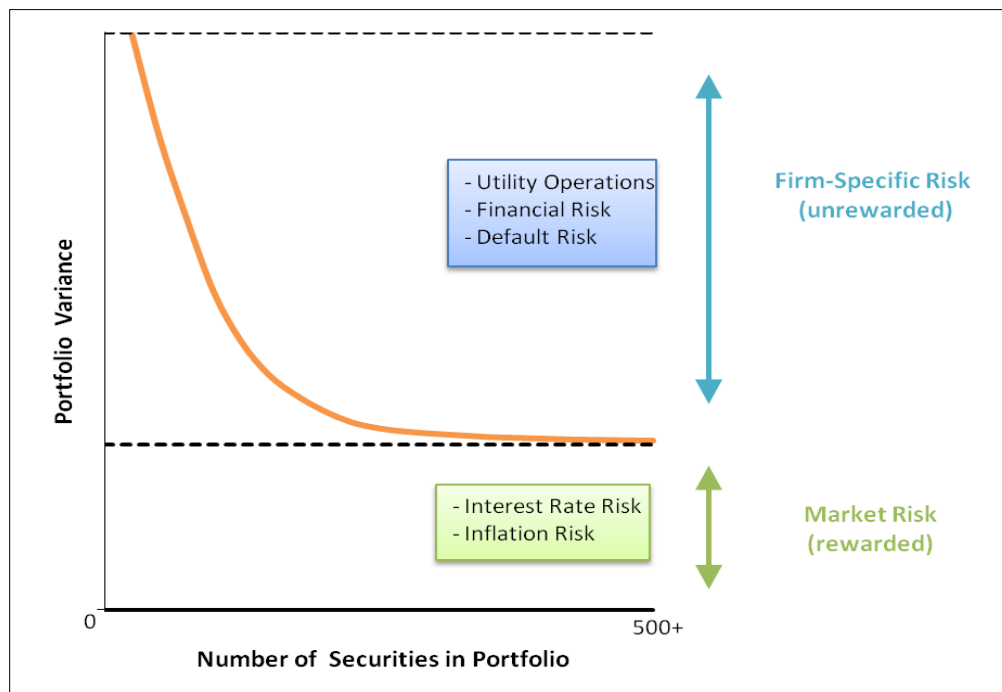 Portfolio Variance
- Utility Operations
- Financial Risk
- Default Risk
Firm-Specific Risk
(unrewarded)
- Interest Rate Risk
- Inflation Risk
Market Risk
(rewarded)
0
500+
Number of Securities in Portfolio